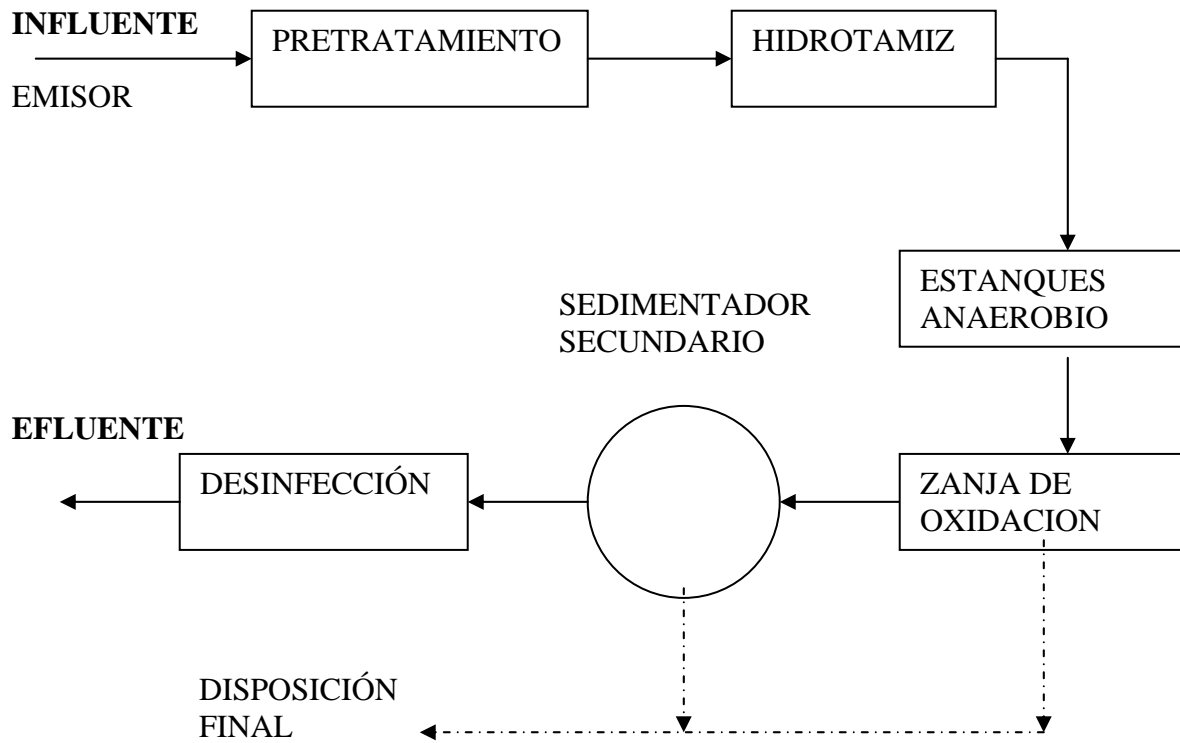 INFLUENTE
EMISOR
PRETRATAMIENTO
HIDROTAMIZ
ESTANQUES
ANAEROBIO
SEDIMENTADOR
SECUNDARIO
EFLUENTE
DESINFECCIÓN
ZANJA DE
OXIDACION
DISPOSICIÓN
FINAL